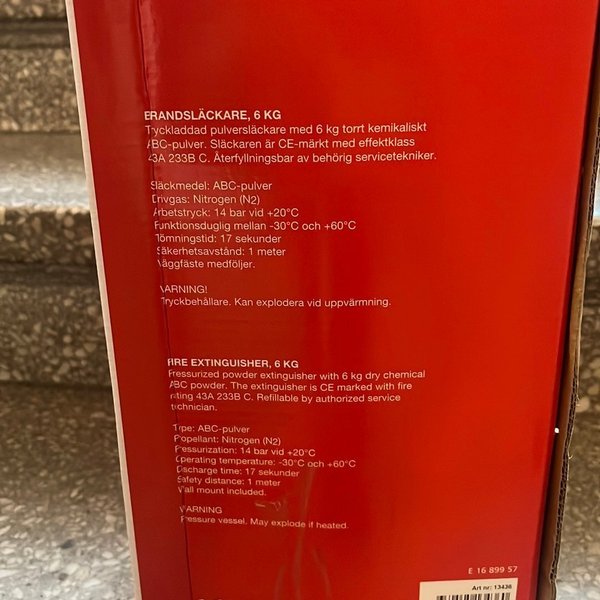 BRANDSLÄCKARE, 6 KG
Tryckladdad pulversläckare med 6 kg torrt kemikaliskt
ABC-pulver. Släckaren är CE-märkt med effektklass
43A 233B C. Återfyllningsbar av behörig servicetekniker.
Släckmedel: ABC-pulver
Drivgas: Nitrogen (N2)
Arbetstryck: 14 bar vid +20°C
Funktionsduglig mellan -30°C och +60°C
Tömningstid: 17 sekunder
Säkerhetsavstånd: 1 meter
Väggfäste medföljer.
VARNING!
Tryckbehållare. Kan explodera vid uppvärmning.
FIRE EXTINGUISHER, 6 KG
Pressurized powder extinguisher with 6 kg dry chemical
ABC powder. The extinguisher is CE marked with fire
rating 43A 233B C. Refillable by authorized service
technician.
Type: ABC-pulver
Propellant: Nitrogen (N2)
Pressurization: 14 bar vid +20°C
Operating temperature: -30°C och +60°C
Discharge time: 17 sekunder
Safety distance: 1 meter
Wall mount included.
WARNING
Pressure vessel. May explode if heated.
E 16 899 57
Art nr: 13436